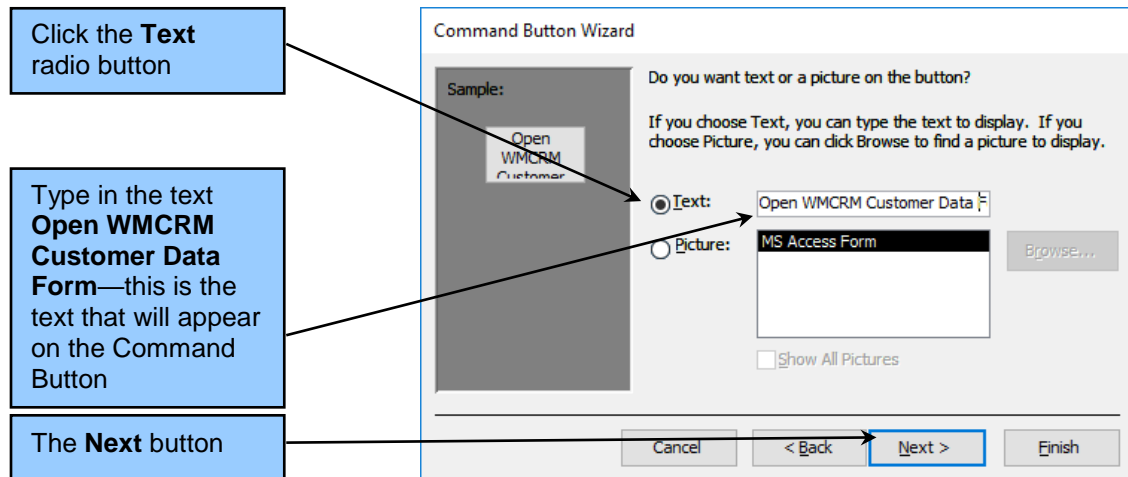 Click the Text
radio button
Type in the text
Open WMCRM
Customer Data
Form—this is the
text that will appear
on the Command
Button
The Next button
Command Button Wizard
Sample:
Open
WMCRM
Customer
Do you want text or a picture on the button?
If you choose Text, you can type the text to display. If you
choose Picture, you can click Browse to find a picture to display.
Text:
Open WMCRM Customer Data F
Picture:
MS Access Form
Browse...
Show All Pictures
Cancel
< Back
Next >
Finish